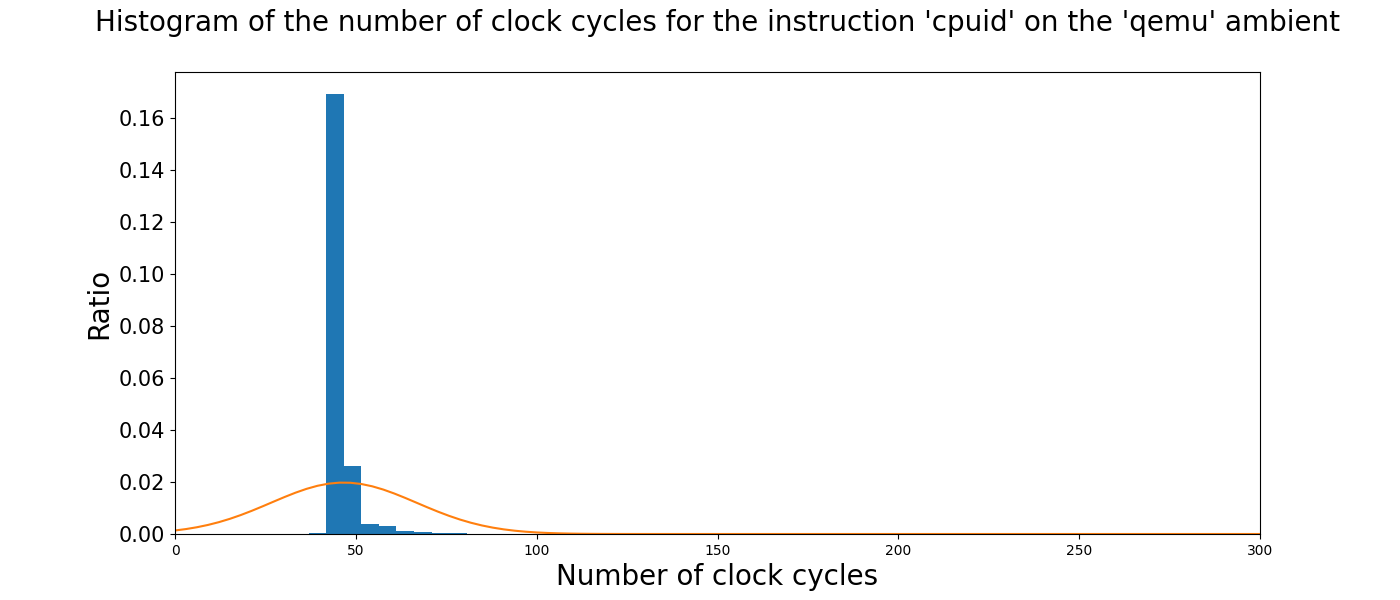 Histogram of the number of clock cycles for the instruction 'cpuid' on the 'qemu' ambient
Ratio
0.16
0.14
0.12
0.10
0.08
0.06
0.04
0.02
0.00
0 50 100 150 200 250 300
Number of clock cycles